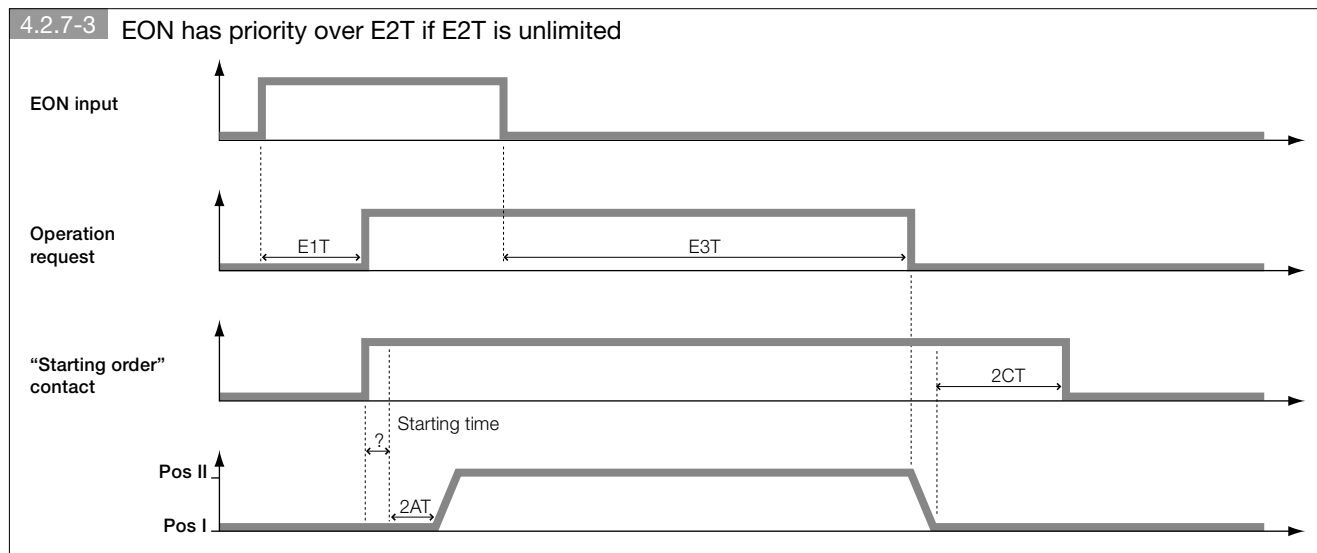 4.2.7-3 EON has priority over E2T if E2T is unlimited
EON input
Operation
request
E1T
E3T
“Starting order”
contact
2CT
Starting time
?
Pos II
2AT
Pos I